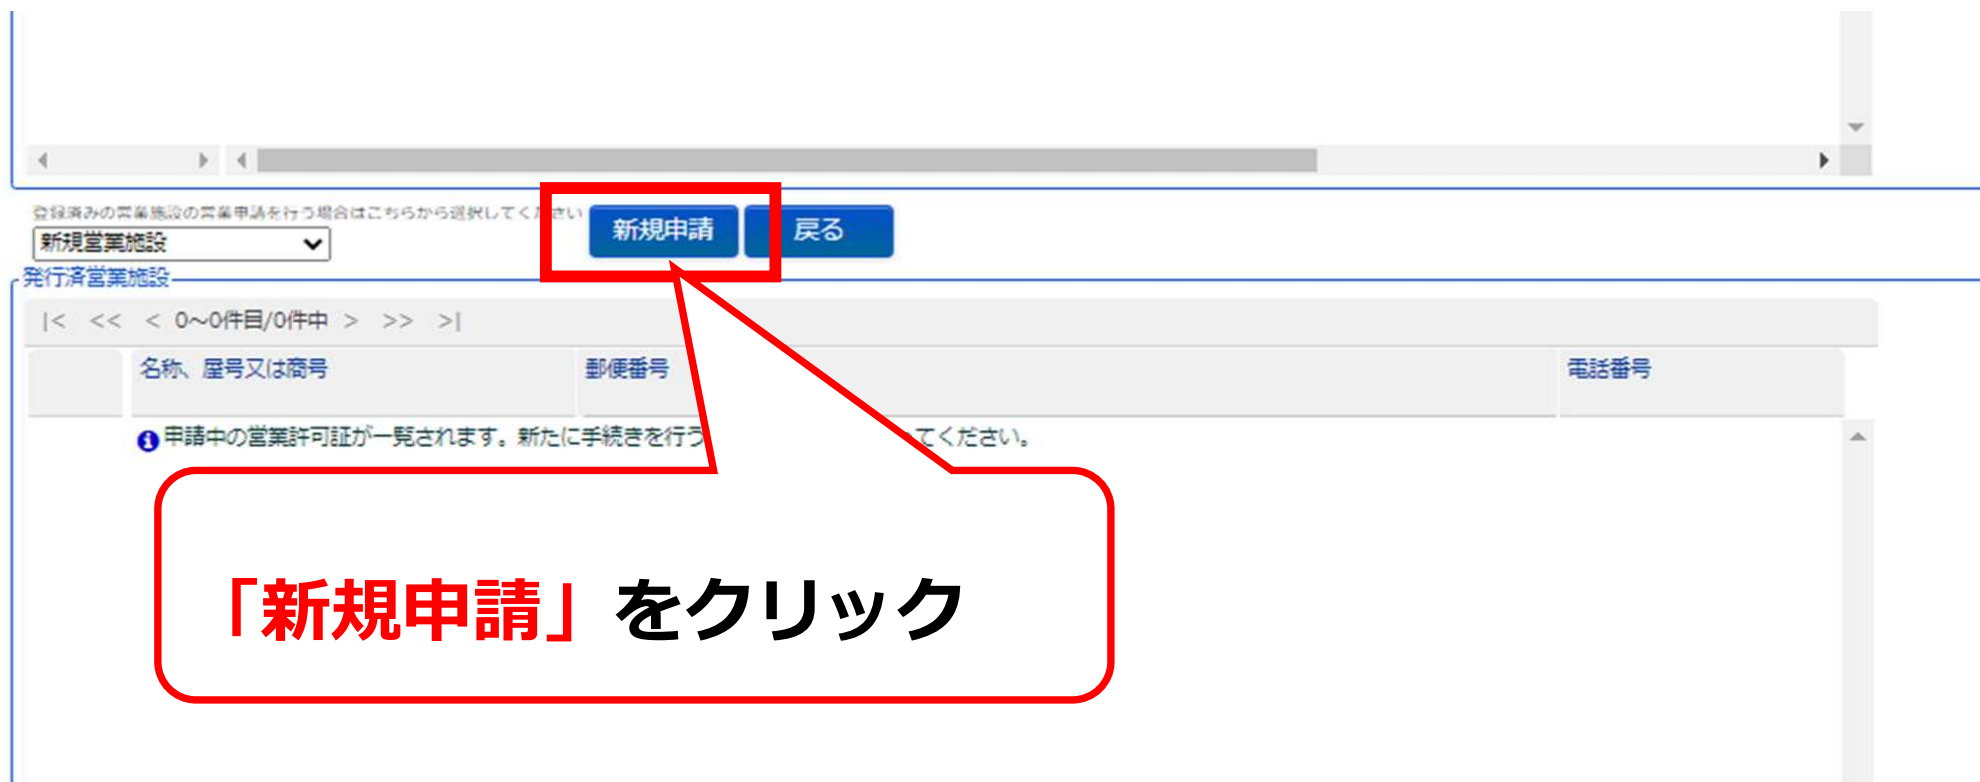 登録済みの営業施設の営業申請を行う場合はこちらから選択してください
新規営業施設
新規申請
戻る
発行済営業施設
|< << < 0～0件目/0件中 > >> >|
名称、屋号又は商号 郵便番号 電話番号
申請中の営業許可証が一覧されます。新たに手続きを行う てください。
「新規申請」をクリック